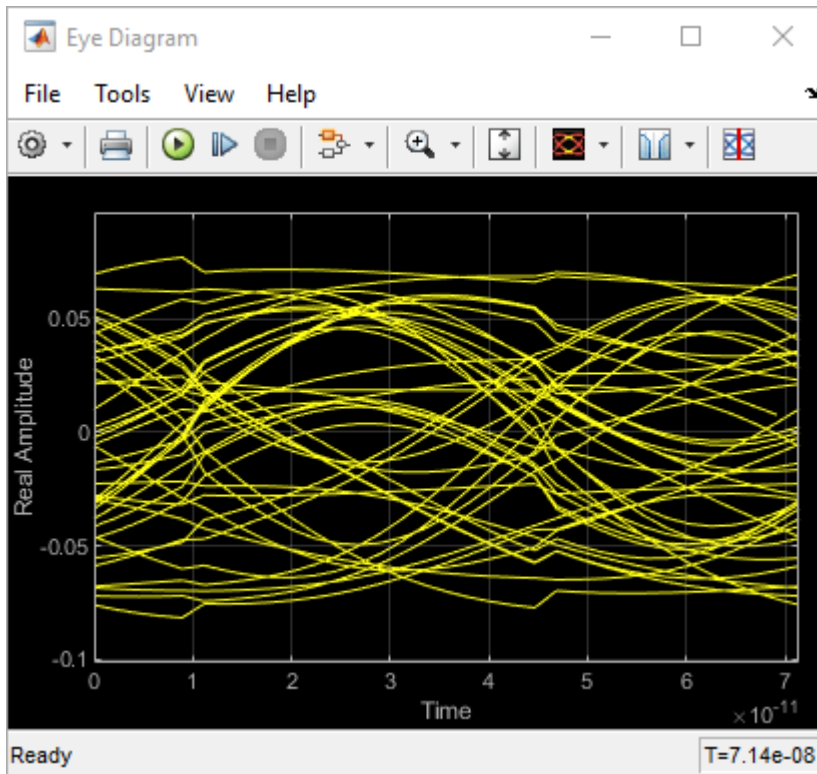 Eye Diagram
File Tools View Help
Real Amplitude
0.05
0
-0.05
-0.1
0 1 2 3 4 5 6 7
Time
×10-11
Ready
T=7.14e-08